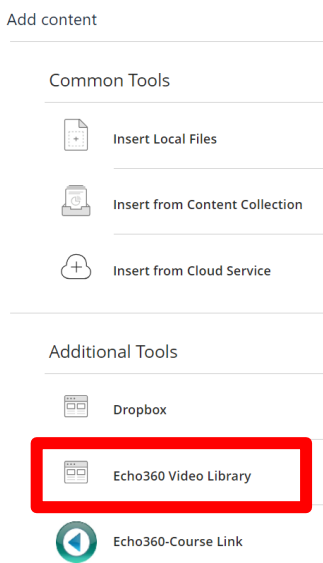 Add content
Common Tools
Insert Local Files
Insert from Content Collection
Insert from Cloud Service
Additional Tools
Dropbox
Echo360 Video Library
Echo360-Course Link